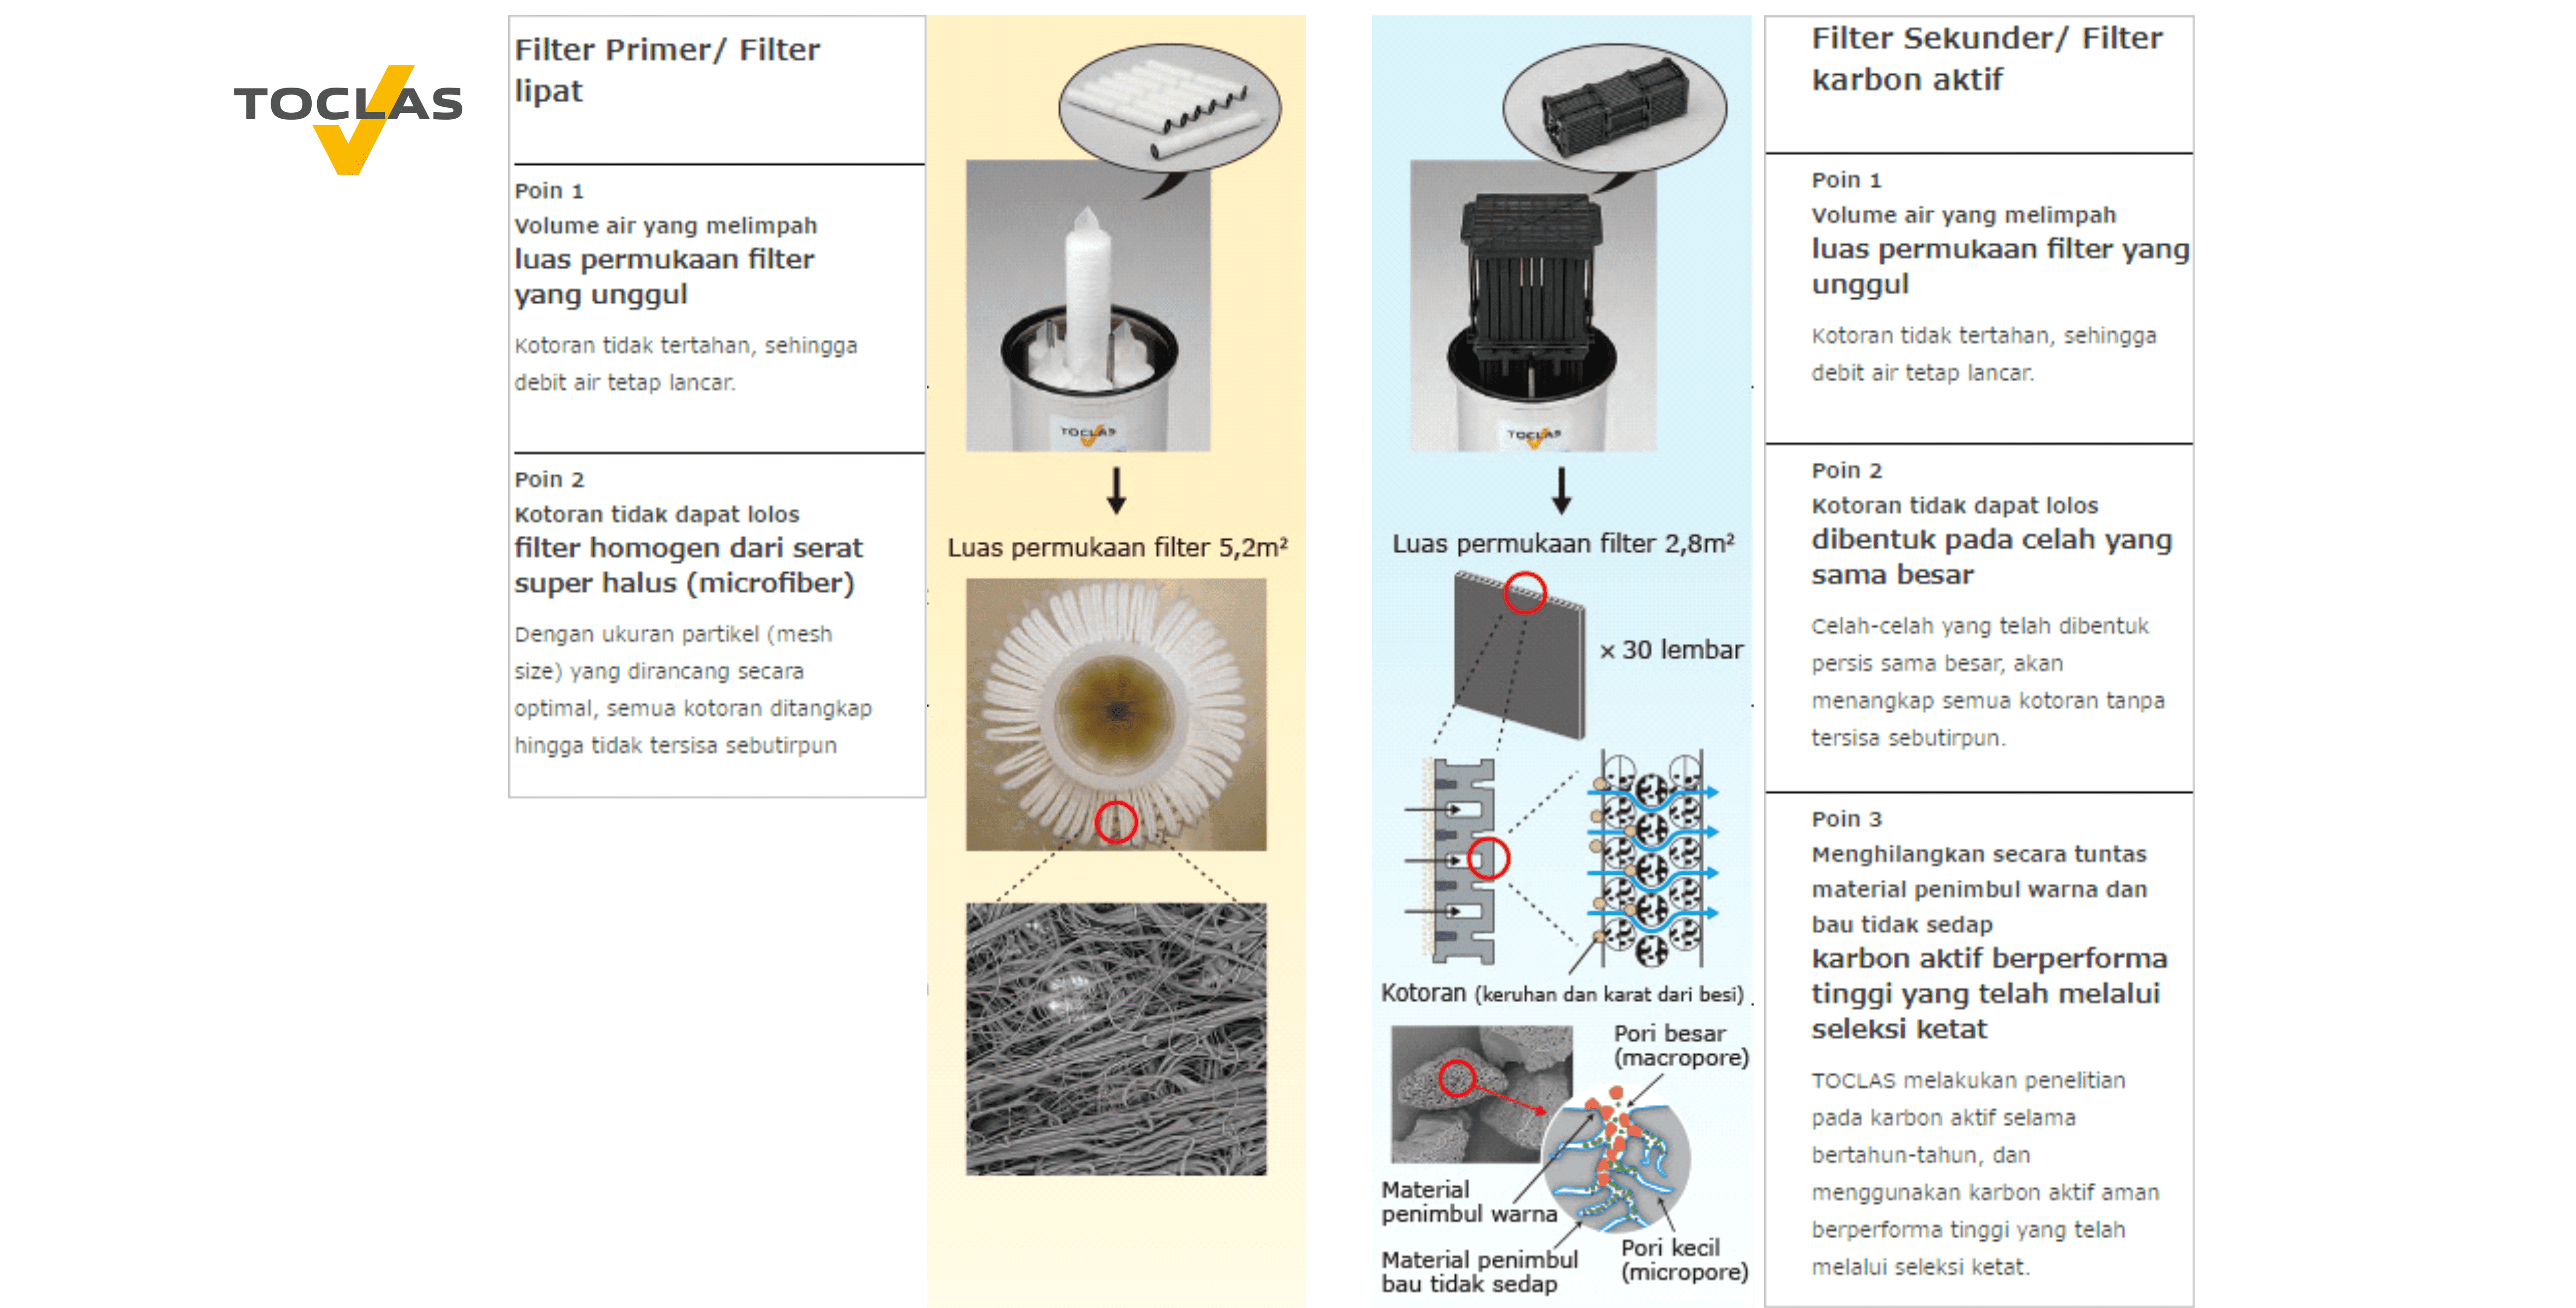 TOCLAS
Filter Primer/ Filter
lipat
Poin 1
Volume air yang melimpah
luas permukaan filter
yang unggul
Kotoran tidak tertahan, sehingga
debit air tetap lancar.
Poin 2
Kotoran tidak dapat lolos
filter homogen dari serat
super halus (microfiber)
Dengan ukuran partikel (mesh
size) yang dirancang secara
optimal, semua kotoran ditangkap
hingga tidak tersisa sebutirpun
TOCLAS
Luas permukaan filter 5,2m²
TOCLAS
Luas permukaan filter 2,8m²
× 30 lembar
Kotoran (keruhan dan karat dari besi)
Pori besar
(macropore)
Material
penimbul warna
Material penimbul
bau tidak sedap
Pori kecil
(micropore)
Filter Sekunder/ Filter
karbon aktif
Poin 1
Volume air yang melimpah
luas permukaan filter yang
unggul
Kotoran tidak tertahan, sehingga
debit air tetap lancar.
Poin 2
Kotoran tidak dapat lolos
dibentuk pada celah yang
sama besar
Celah-celah yang telah dibentuk
persis sama besar, akan
menangkap semua kotoran tanpa
tersisa sebutirpun.
Poin 3
Menghilangkan secara tuntas
material penimbul warna dan
bau tidak sedap
karbon aktif berperforma
tinggi yang telah melalui
seleksi ketat
TOCLAS melakukan penelitian
pada karbon aktif selama
bertahun-tahun, dan
menggunakan karbon aktif aman
berperforma tinggi yang telah
melalui seleksi ketat.